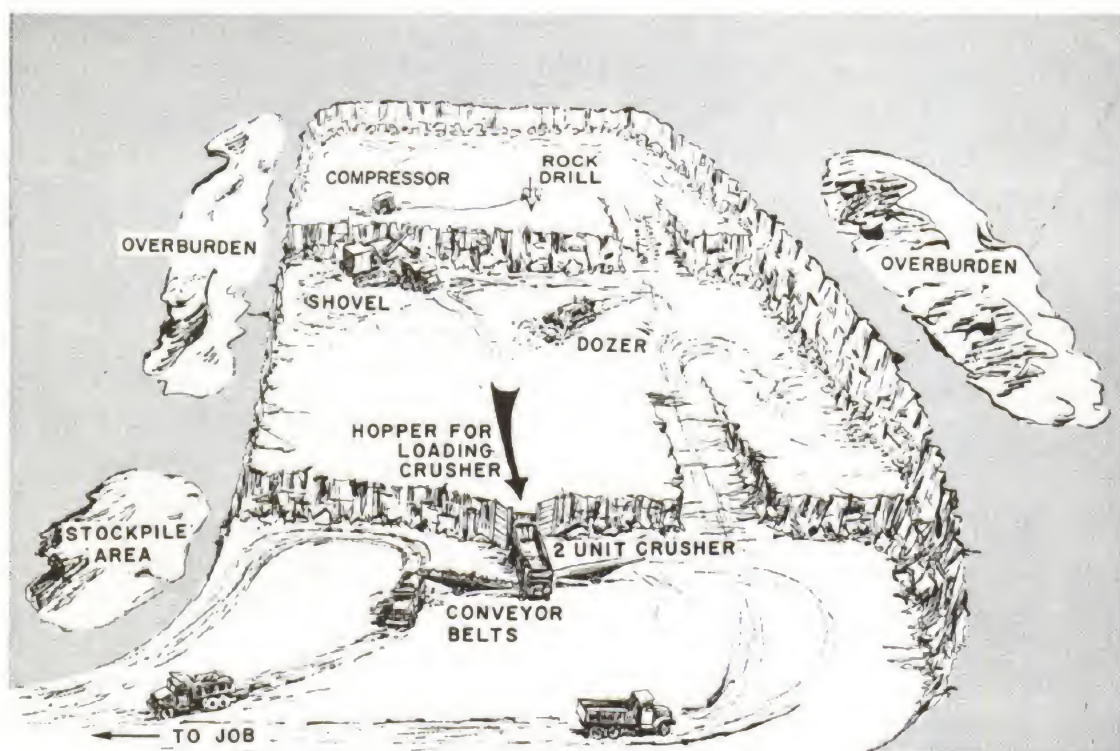 COMPRESSOR
ROCK
DRILL
OVERBURDEN
OVERBURDEN
SHOVEL
DOZER
HOPPER FOR
LOADING
CRUSHER
STOCKPILE
AREA
2 UNIT CRUSHER
CONVEYOR
BELTS
TO JOB